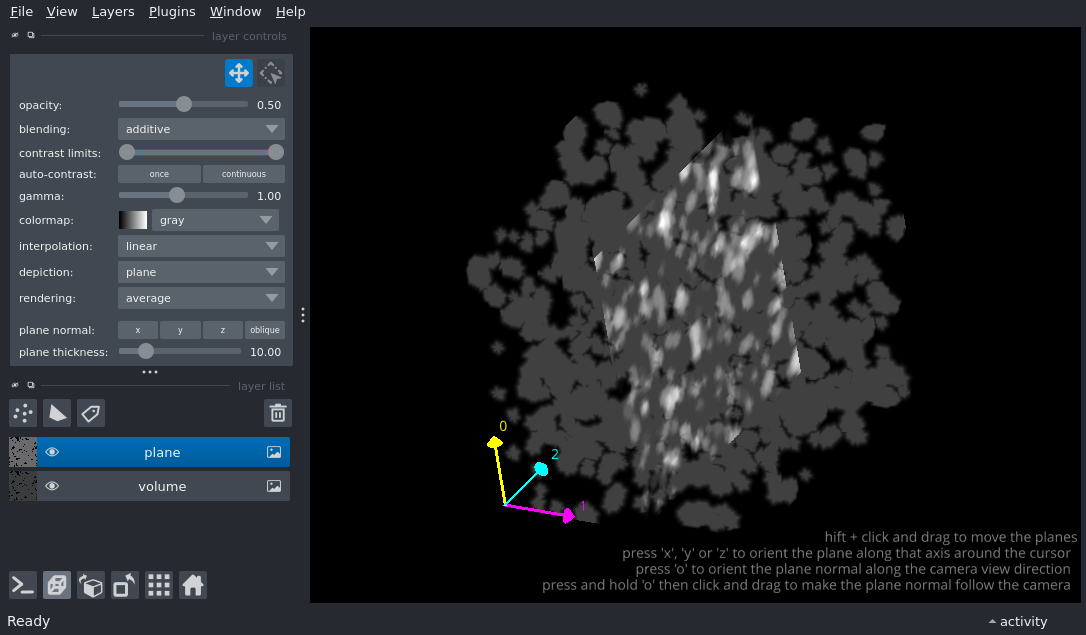 File View Layers Plugins Window Help
layer controls
opacity: 0.50
blending: additive
contrast limits:
auto-contrast: once continuous
gamma: 1.00
colormap: gray
interpolation: linear
depiction: plane
rendering: average
plane normal: x y z oblique
plane thickness: 10.00
layer list
plane
volume
0
2
1
hift + click and drag to move the planes
press 'x', 'y' or 'z' to orient the plane along that axis around the cursor
press 'o' to orient the plane normal along the camera view direction
press and hold 'o' then click and drag to make the plane normal follow the camera
Ready
activity